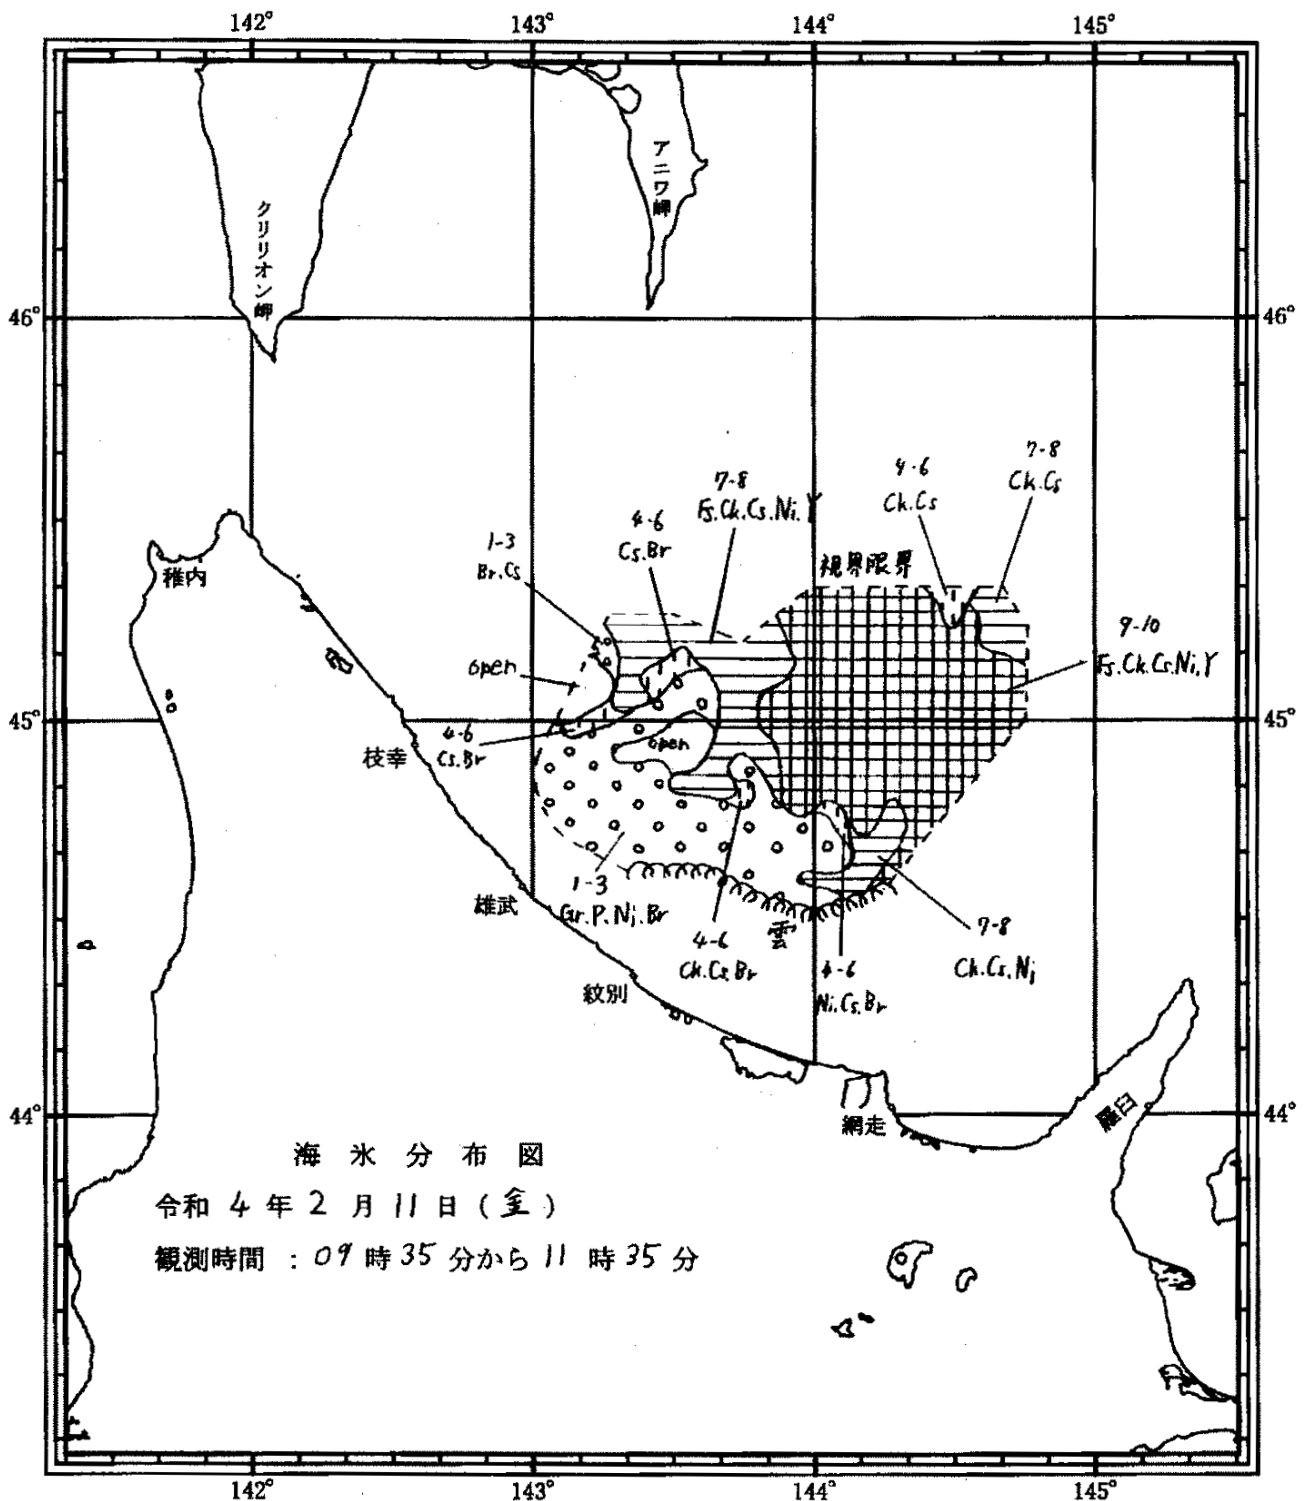 142° 143° 144° 145°
アニワ岬
クリリオン岬
46° 46°
7-8
Ck.Cs
4-6
Ck.Cs
7-8
Fs.Ck.Cs.Ni.Y
4-6
Cs.Br
1-3
Br.Cs
視界限界
稚内
9-10
Fs.Ck.Cs.Ni.Y
open
45° 45°
4-6
Cs.Br
open
枝幸
1-3
Gr.P.Ni.Br
雄武
雲
4-6
Ck.Cs.Br
7-8
Ck.Cs.Ni
4-6
Ni.Cs.Br
紋別
44° 44°
網走
羅臼
海氷分布図
令和 4 年 2 月 11 日 (金)
観測時間 : 09 時 35 分から 11 時 35 分
142° 143° 144° 145°